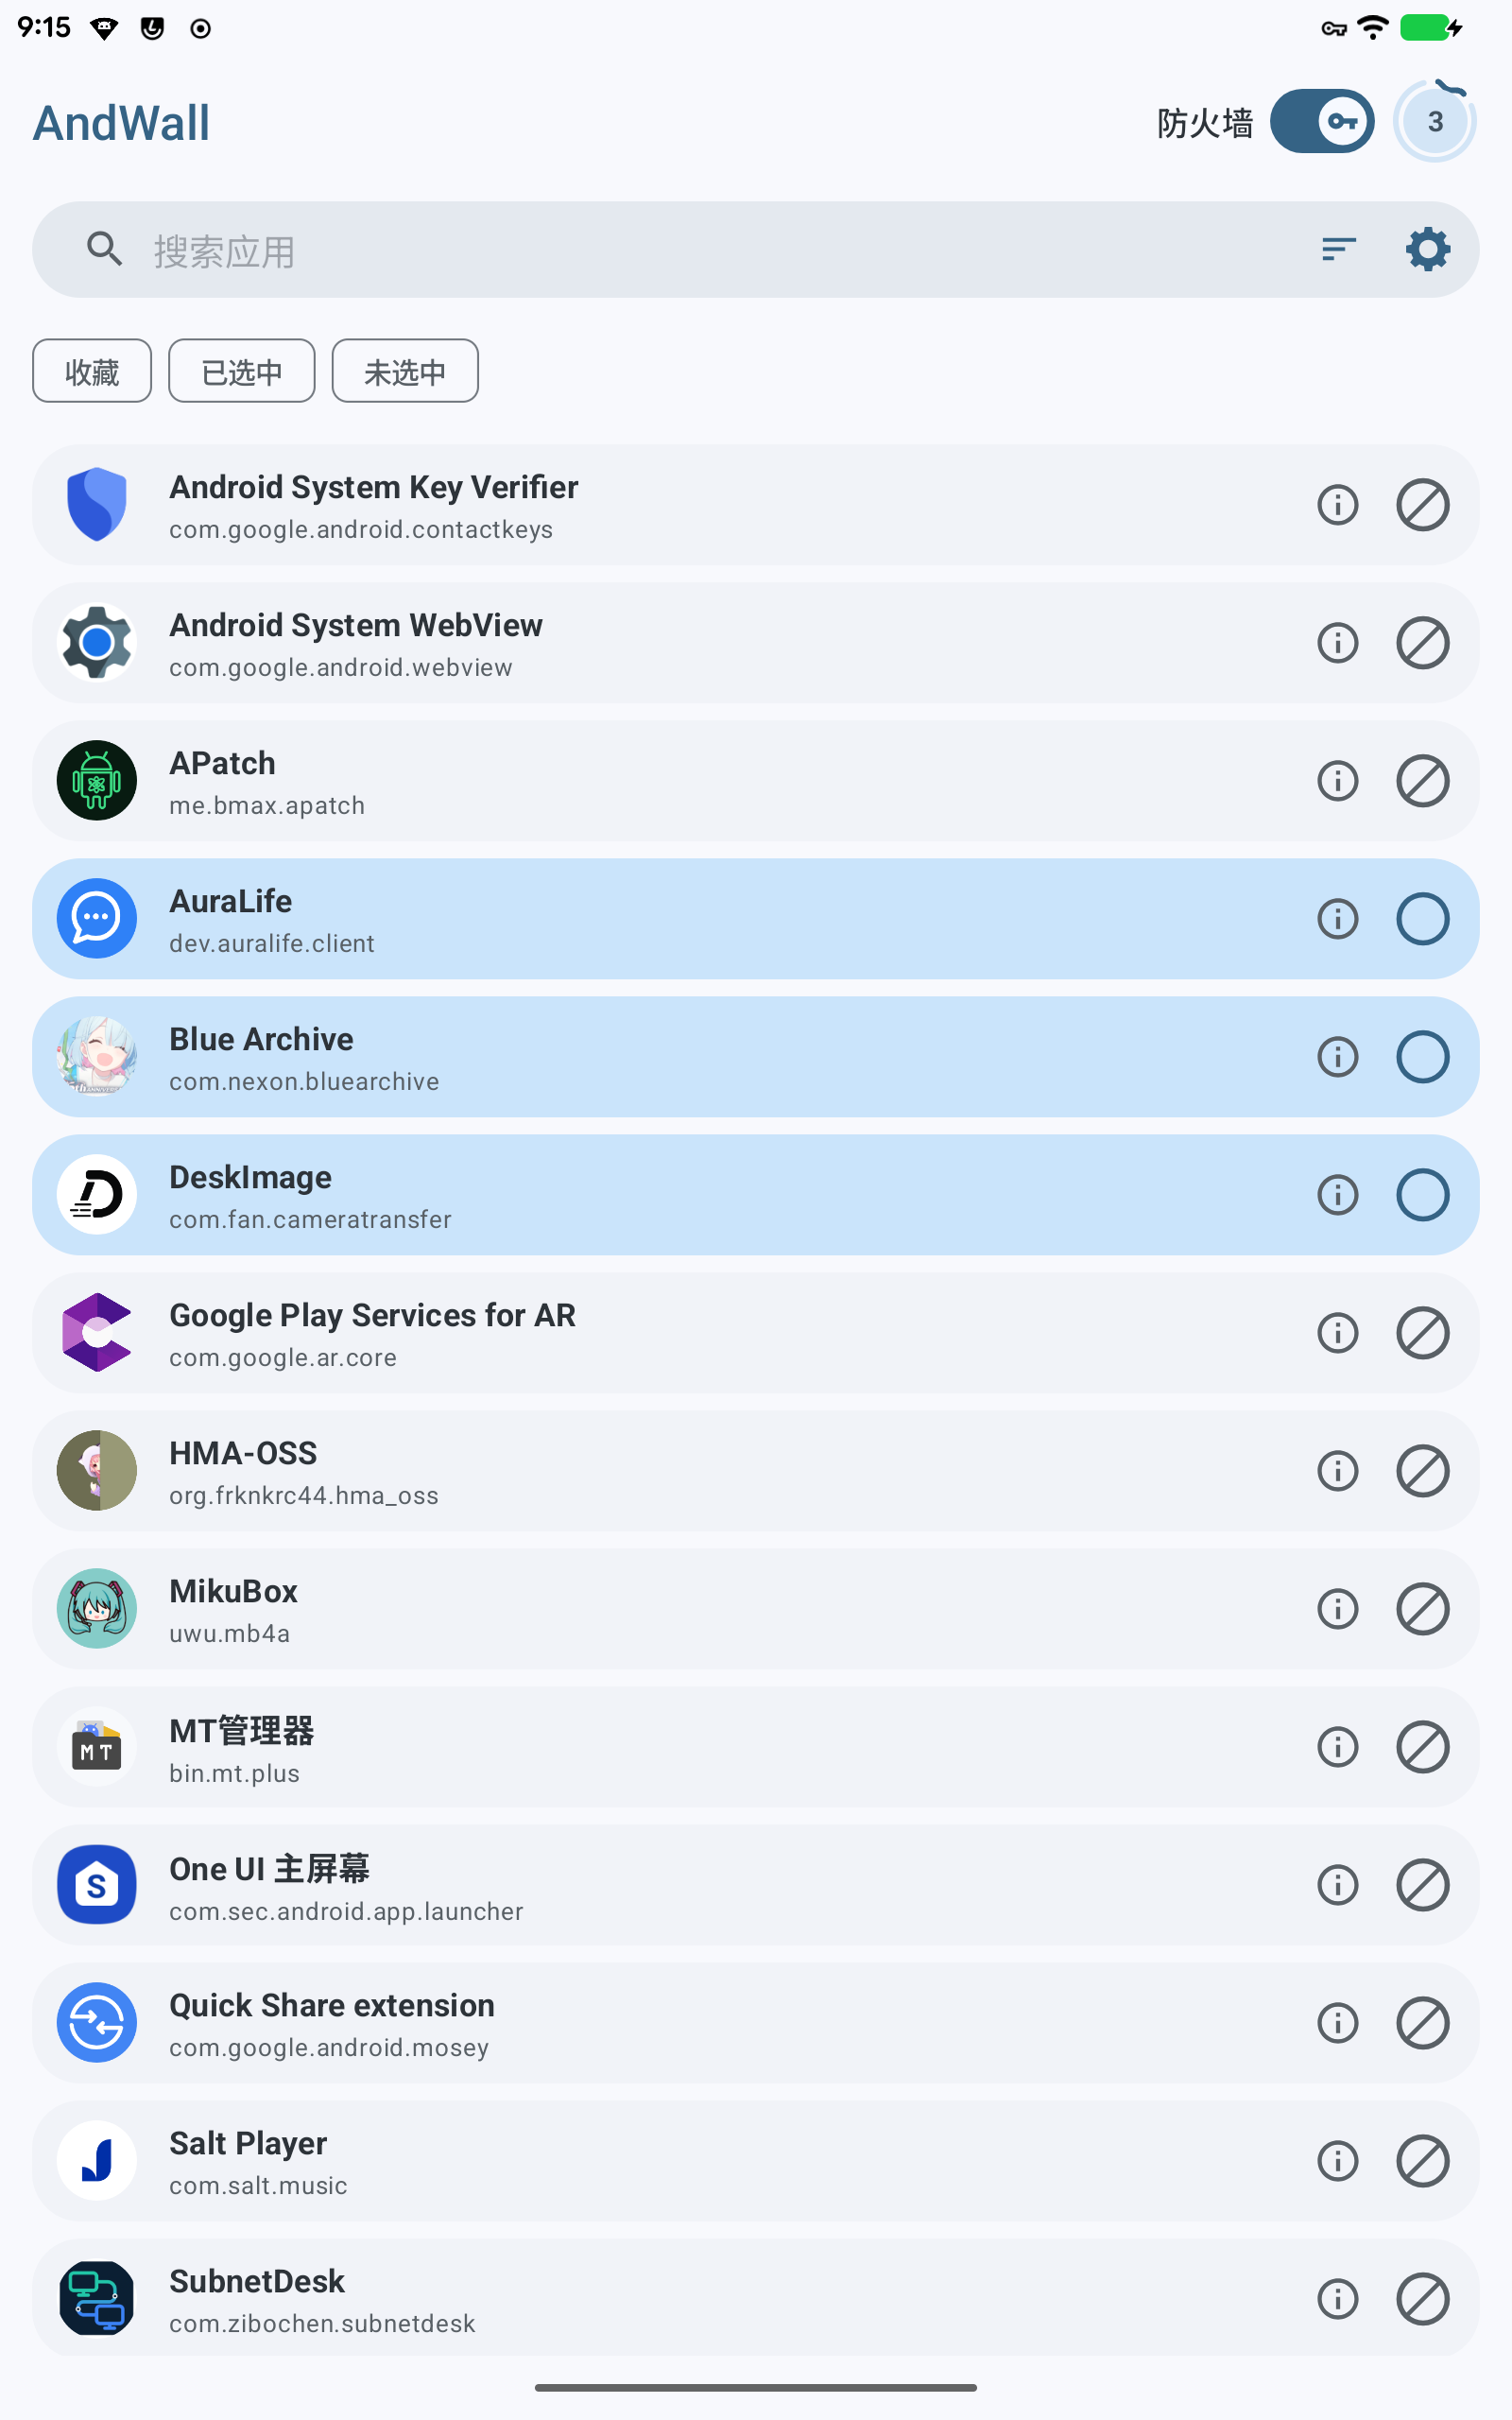 9:15
AndWall
防火墙
3
搜索应用
收藏
已选中
未选中
Android System Key Verifier
com.google.android.contactkeys
Android System WebView
com.google.android.webview
APatch
me.bmax.apatch
AuraLife
dev.auralife.client
Blue Archive
com.nexon.bluearchive
DeskImage
com.fan.cameratransfer
Google Play Services for AR
com.google.ar.core
HMA-OSS
org.frknkrc44.hma_oss
MikuBox
uwu.mb4a
MT
MT管理器
bin.mt.plus
S
One UI 主屏幕
com.sec.android.app.launcher
Quick Share extension
com.google.android.mosey
Salt Player
com.salt.music
SubnetDesk
com.zibochen.subnetdesk